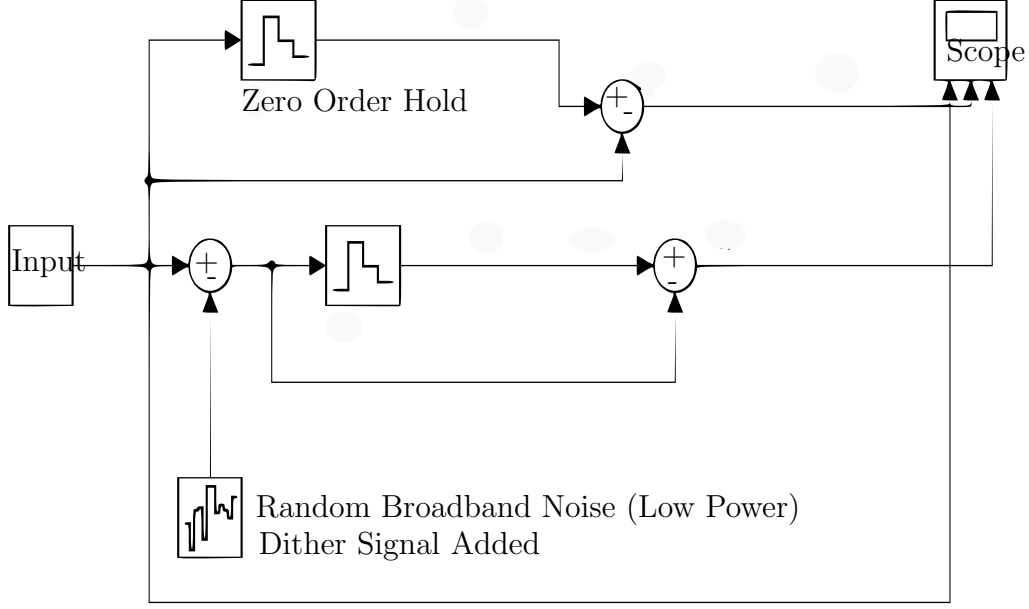 Scope
Zero Order Hold
+
-
Input
+
-
+
-
Random Broadband Noise (Low Power)
Dither Signal Added